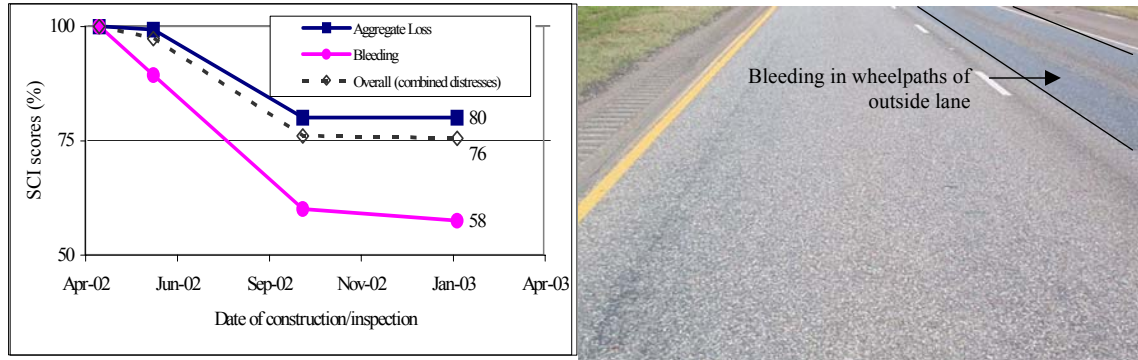 100
75
50
SCI scores (%)
Aggregate Loss
Bleeding
Overall (combined distresses)
80
76
58
Apr-02
Jun-02
Sep-02
Nov-02
Jan-03
Apr-03
Date of construction/inspection
Bleeding in wheelpaths of
outside lane